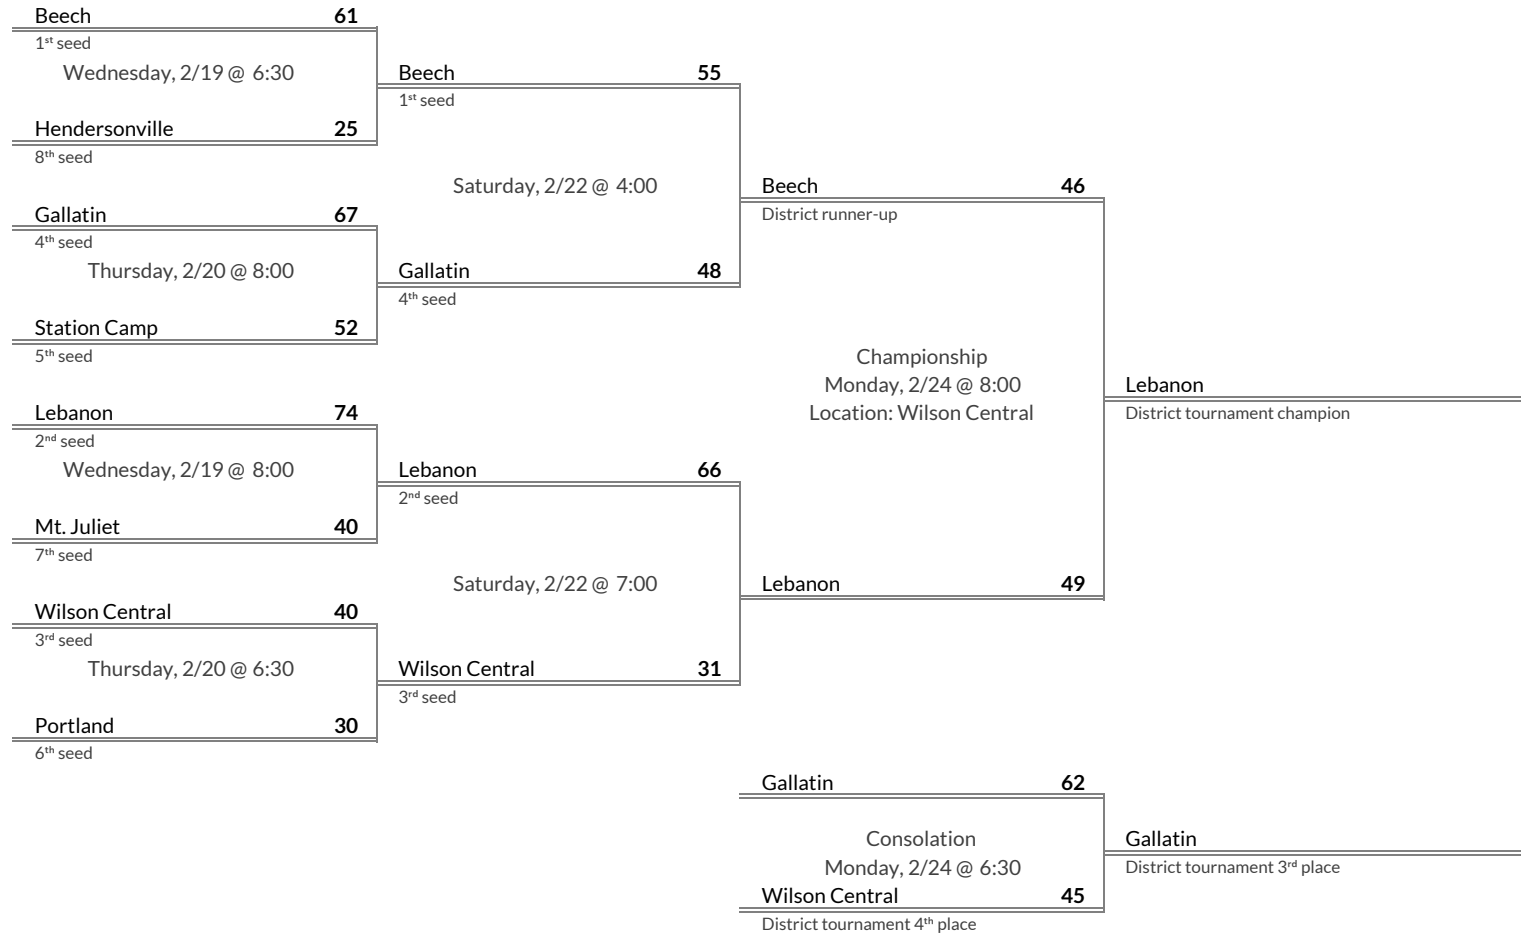 Beech 61
1st seed
Wednesday, 2/19 @ 6:30
Hendersonville 25
8th seed
Gallatin 67
4th seed
Thursday, 2/20 @ 8:00
Station Camp 52
5th seed
Lebanon 74
2nd seed
Wednesday, 2/19 @ 8:00
Mt. Juliet 40
7th seed
Wilson Central 40
3rd seed
Thursday, 2/20 @ 6:30
Portland 30
6th seed
Beech 55
1st seed
Saturday, 2/22 @ 4:00
Gallatin 48
4th seed
Lebanon 66
2nd seed
Saturday, 2/22 @ 7:00
Wilson Central 31
3rd seed
Beech 46
District runner-up
Championship
Monday, 2/24 @ 8:00
Location: Wilson Central
Lebanon 49
Lebanon
District tournament champion
Gallatin 62
Consolation
Monday, 2/24 @ 6:30
Wilson Central 45
District tournament 4th place
Gallatin
District tournament 3rd place